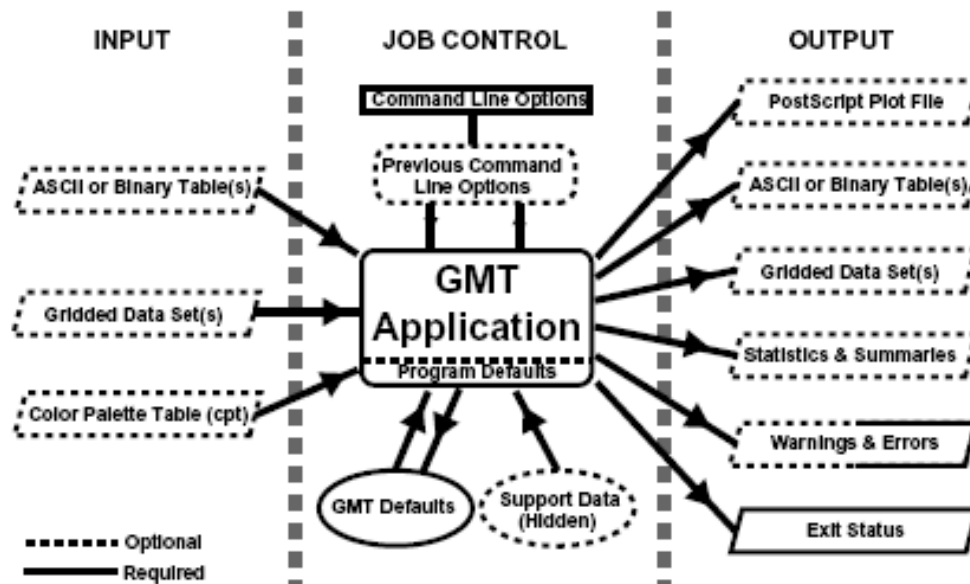 INPUT
JOB CONTROL
OUTPUT
Command Line Options
Previous Command
Line Options
ASCII or Binary Table(s)
Gridded Data Set(s)
Color Palette Table (cpt)
GMT
Application
Program Defaults
GMT Defaults
Support Data
(Hidden)
PostScript Plot File
ASCII or Binary Table(s)
Gridded Data Set(s)
Statistics & Summaries
Warnings & Errors
Exit Status
Optional
Required